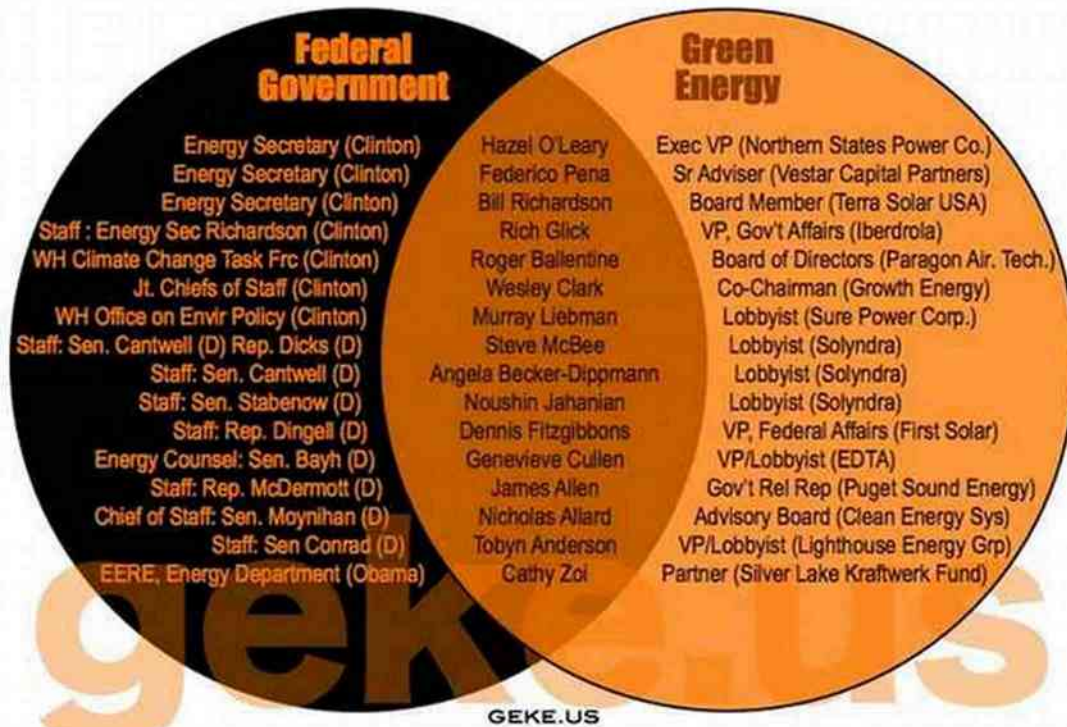 Federal
Government
Green
Energy
Energy Secretary (Clinton) Hazel O'Leary Exec VP (Northern States Power Co.)
Energy Secretary (Clinton) Federico Pena Sr Adviser (Vestar Capital Partners)
Energy Secretary (Clinton) Bill Richardson Board Member (Terra Solar USA)
Staff : Energy Sec Richardson (Clinton) Rich Glick VP, Gov't Affairs (Iberdrola)
WH Climate Change Task Frc (Clinton) Roger Ballentine Board of Directors (Paragon Air. Tech.)
Jt. Chiefs of Staff (Clinton) Wesley Clark Co-Chairman (Growth Energy)
WH Office on Envir Policy (Clinton) Murray Liebman Lobbyist (Sure Power Corp.)
Staff: Sen. Cantwell (D) Rep. Dicks (D) Steve McBee Lobbyist (Solyndra)
Staff: Sen. Cantwell (D) Angela Becker-Dippmann Lobbyist (Solyndra)
Staff: Sen. Stabenow (D) Noushin Jahanian Lobbyist (Solyndra)
Staff: Rep. Dingell (D) Dennis Fitzgibbons VP, Federal Affairs (First Solar)
Energy Counsel: Sen. Bayh (D) Genevieve Cullen VP/Lobbyist (EDTA)
Staff: Rep. McDermott (D) James Allen Gov't Rel Rep (Puget Sound Energy)
Chief of Staff: Sen. Moynihan (D) Nicholas Allard Advisory Board (Clean Energy Sys)
Staff: Sen Conrad (D) Tobyn Anderson VP/Lobbyist (Lighthouse Energy Grp)
EERE, Energy Department (Obama) Cathy Zoi Partner (Silver Lake Kraftwerk Fund)
geke.us
GEKE.US